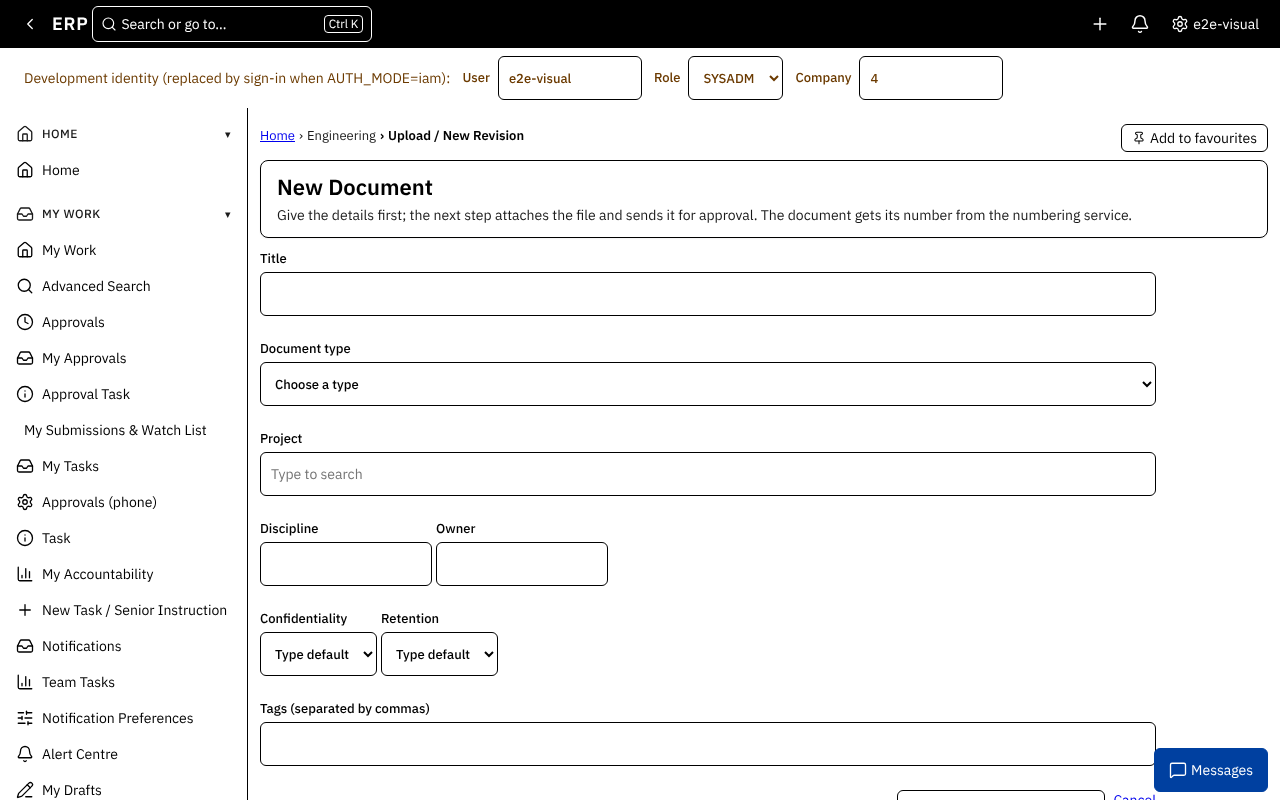 ERP Search or go to... Ctrl K e2e-visual
Development identity (replaced by sign-in when AUTH_MODE=iam): User e2e-visual Role SYSADM Company 4
HOME
Home
MY WORK
My Work
Advanced Search
Approvals
My Approvals
Approval Task
My Submissions & Watch List
My Tasks
Approvals (phone)
Task
My Accountability
New Task / Senior Instruction
Notifications
Team Tasks
Notification Preferences
Alert Centre
My Drafts
Home › Engineering › Upload / New Revision
Add to favourites
New Document
Give the details first; the next step attaches the file and sends it for approval. The document gets its number from the numbering service.
Title
Document type
Choose a type
Project
Type to search
Discipline Owner
Confidentiality Retention
Type default Type default
Tags (separated by commas)
Messages
Cancel